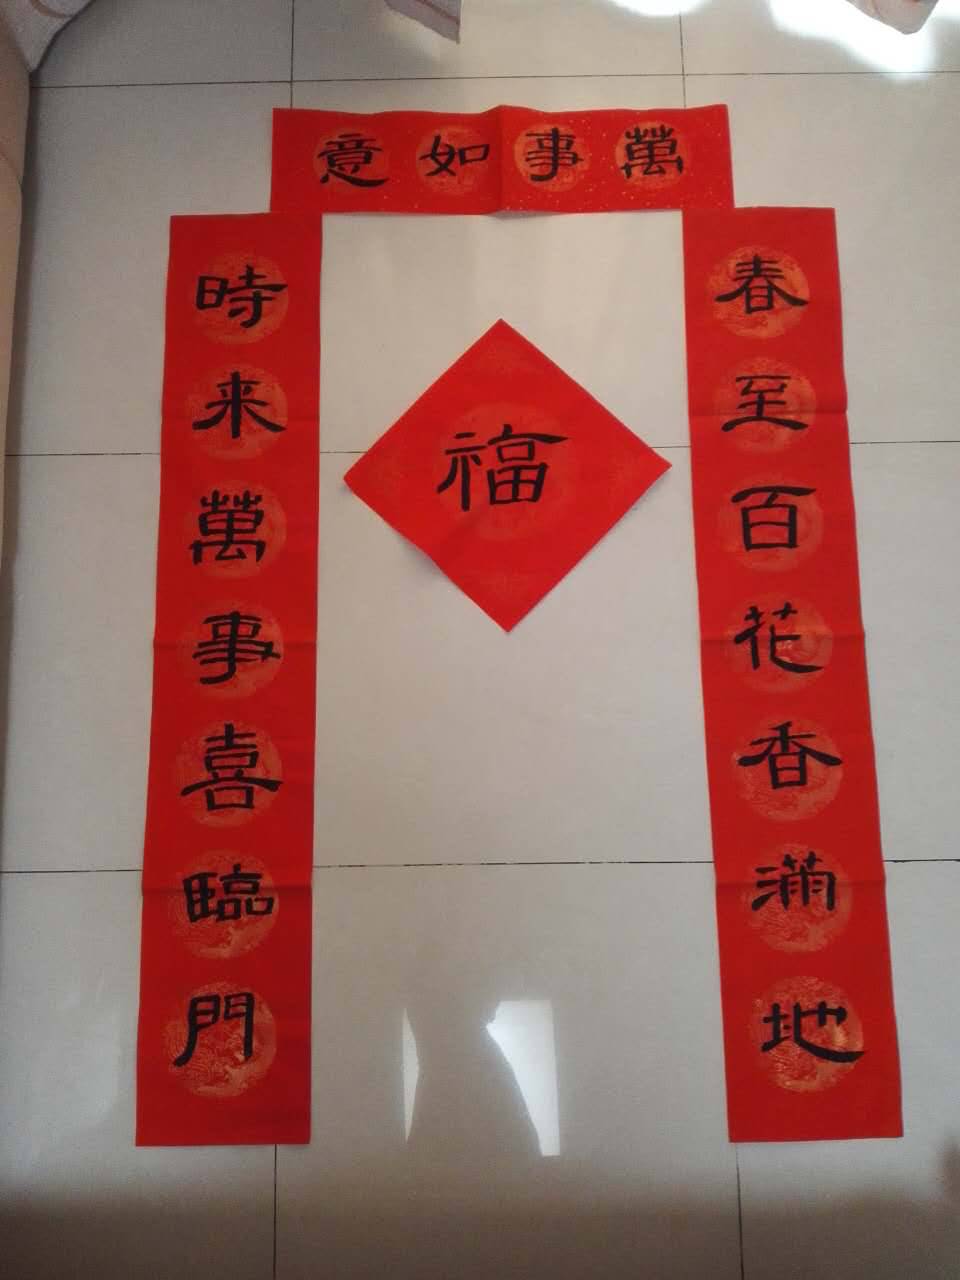 萬事如意
春至百花香滿地
時来萬事喜臨門
福